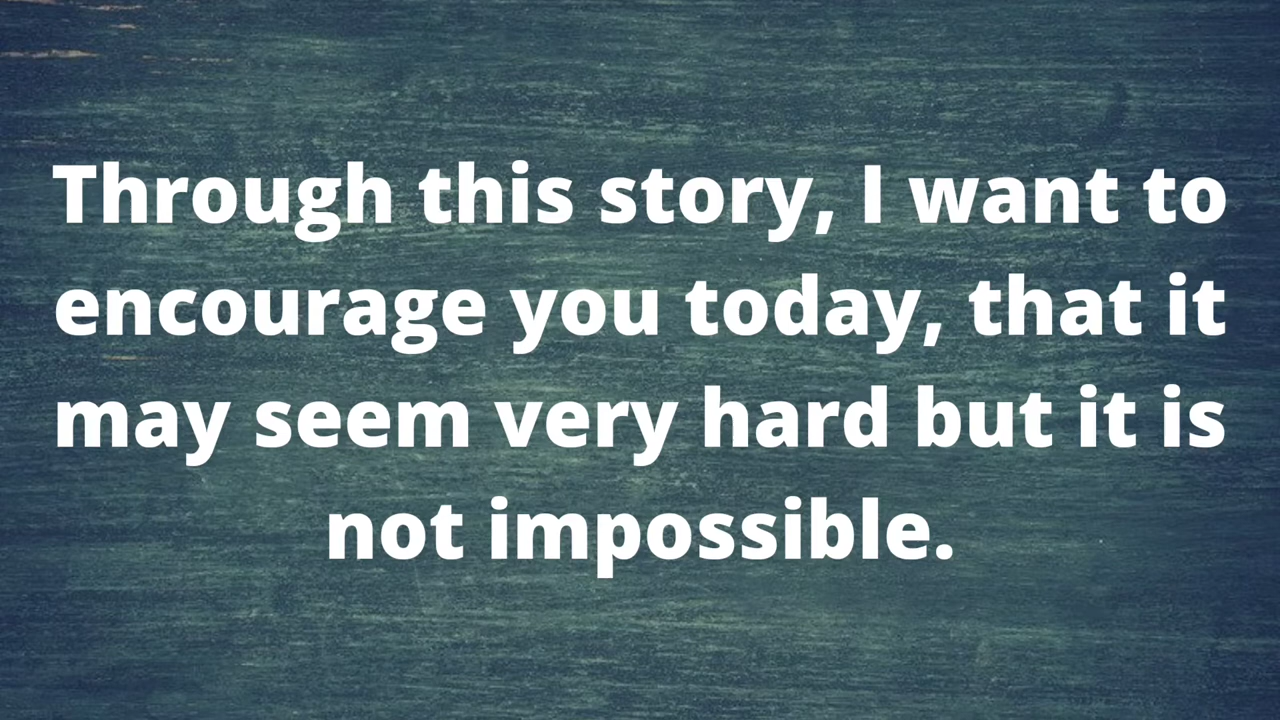 Through this story, I want to
encourage you today, that it
may seem very hard but it is
not impossible.